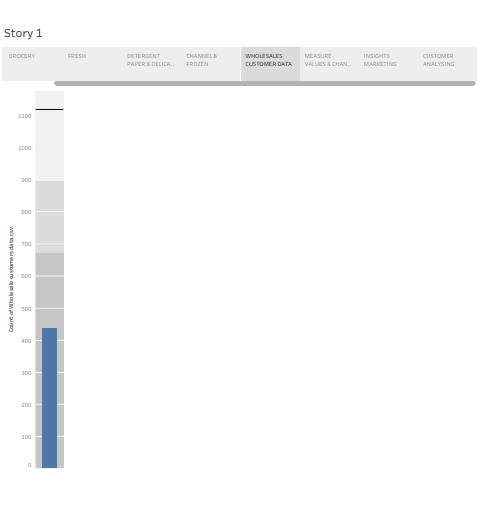 Story 1
GROCERY
FRESH
DETERGENT
PAPER & DELICA..
CHANNEL &
FROZEN
WHOLESALES
CUSTOMER DATA
MEASURE
VALUES & CHAN..
INSIGHTS
MARKETING
CUSTOMER
ANALYSING
Count of Wholesale customers data.csv
1100
1000
900
800
700
600
500
400
300
200
100
0